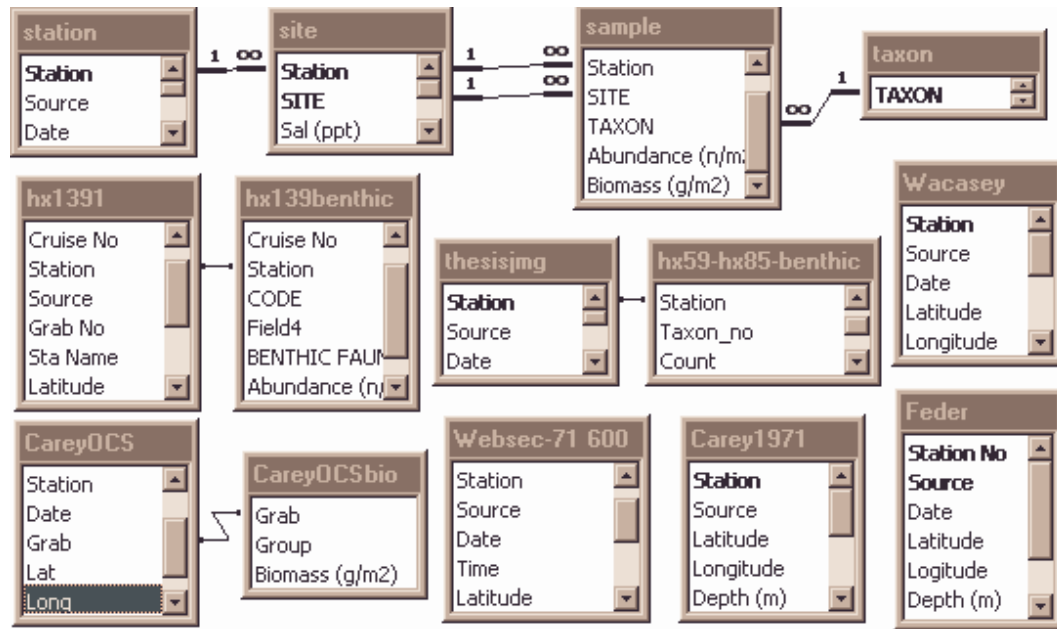 station
Station
Source
Date
1 ∞
site
Station
SITE
Sal (ppt)
1 ∞
1 ∞
sample
Station
SITE
TAXON
Abundance (n/m
Biomass (g/m2)
∞ 1
taxon
TAXON
hx1391
Cruise No
Station
Source
Grab No
Sta Name
Latitude
hx139benthic
Cruise No
Station
CODE
Field4
BENTHIC FAUN
Abundance (n/
thesisjmg
Station
Source
Date
hx59-hx85-benthic
Station
Taxon_no
Count
Wacasey
Station
Source
Date
Latitude
Longitude
CareyOCS
Station
Date
Grab
Lat
Long
CareyOCSbio
Grab
Group
Biomass (g/m2)
Websec-71 600
Station
Source
Date
Time
Latitude
Carey1971
Station
Source
Latitude
Longitude
Depth (m)
Feder
Station No
Source
Date
Latitude
Logitude
Depth (m)